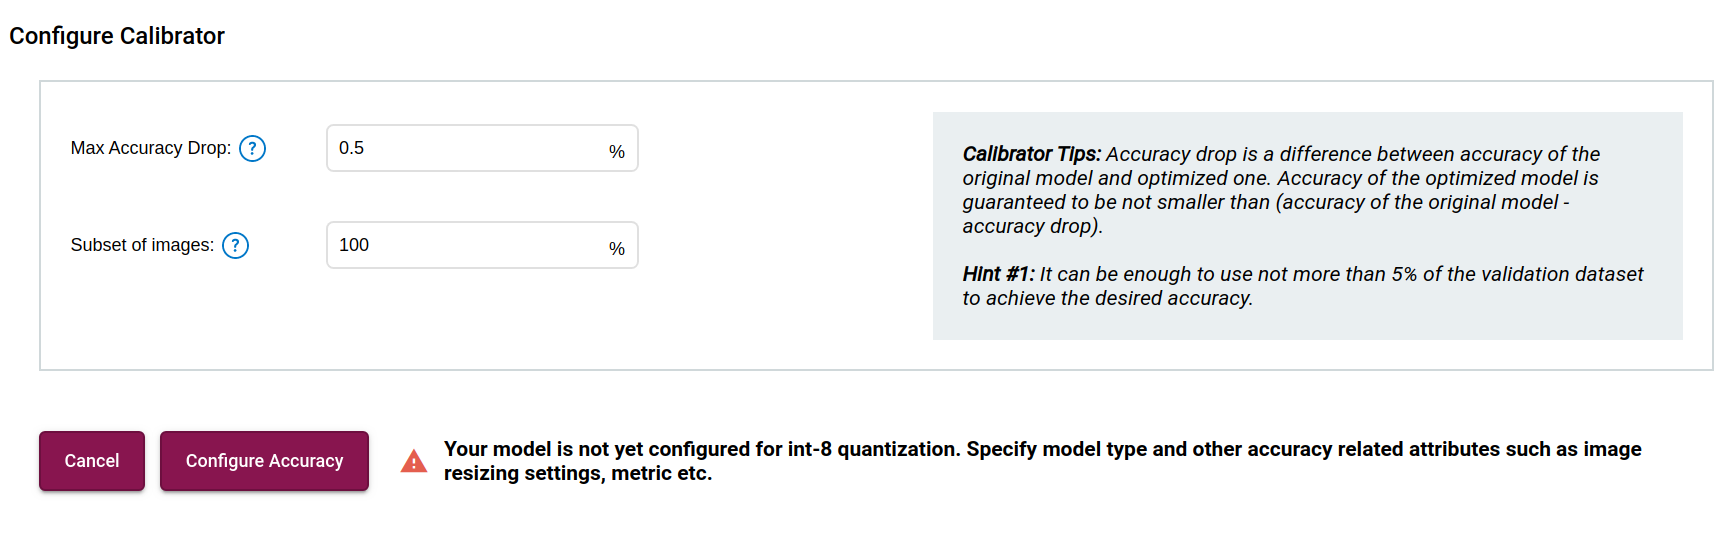 Configure Calibrator
Max Accuracy Drop: ?
0.5 %
Subset of images: ?
100 %
Calibrator Tips: Accuracy drop is a difference between accuracy of the
original model and optimized one. Accuracy of the optimized model is
guaranteed to be not smaller than (accuracy of the original model -
accuracy drop).
Hint #1: It can be enough to use not more than 5% of the validation dataset
to achieve the desired accuracy.
Cancel
Configure Accuracy
Your model is not yet configured for int-8 quantization. Specify model type and other accuracy related attributes such as image
resizing settings, metric etc.